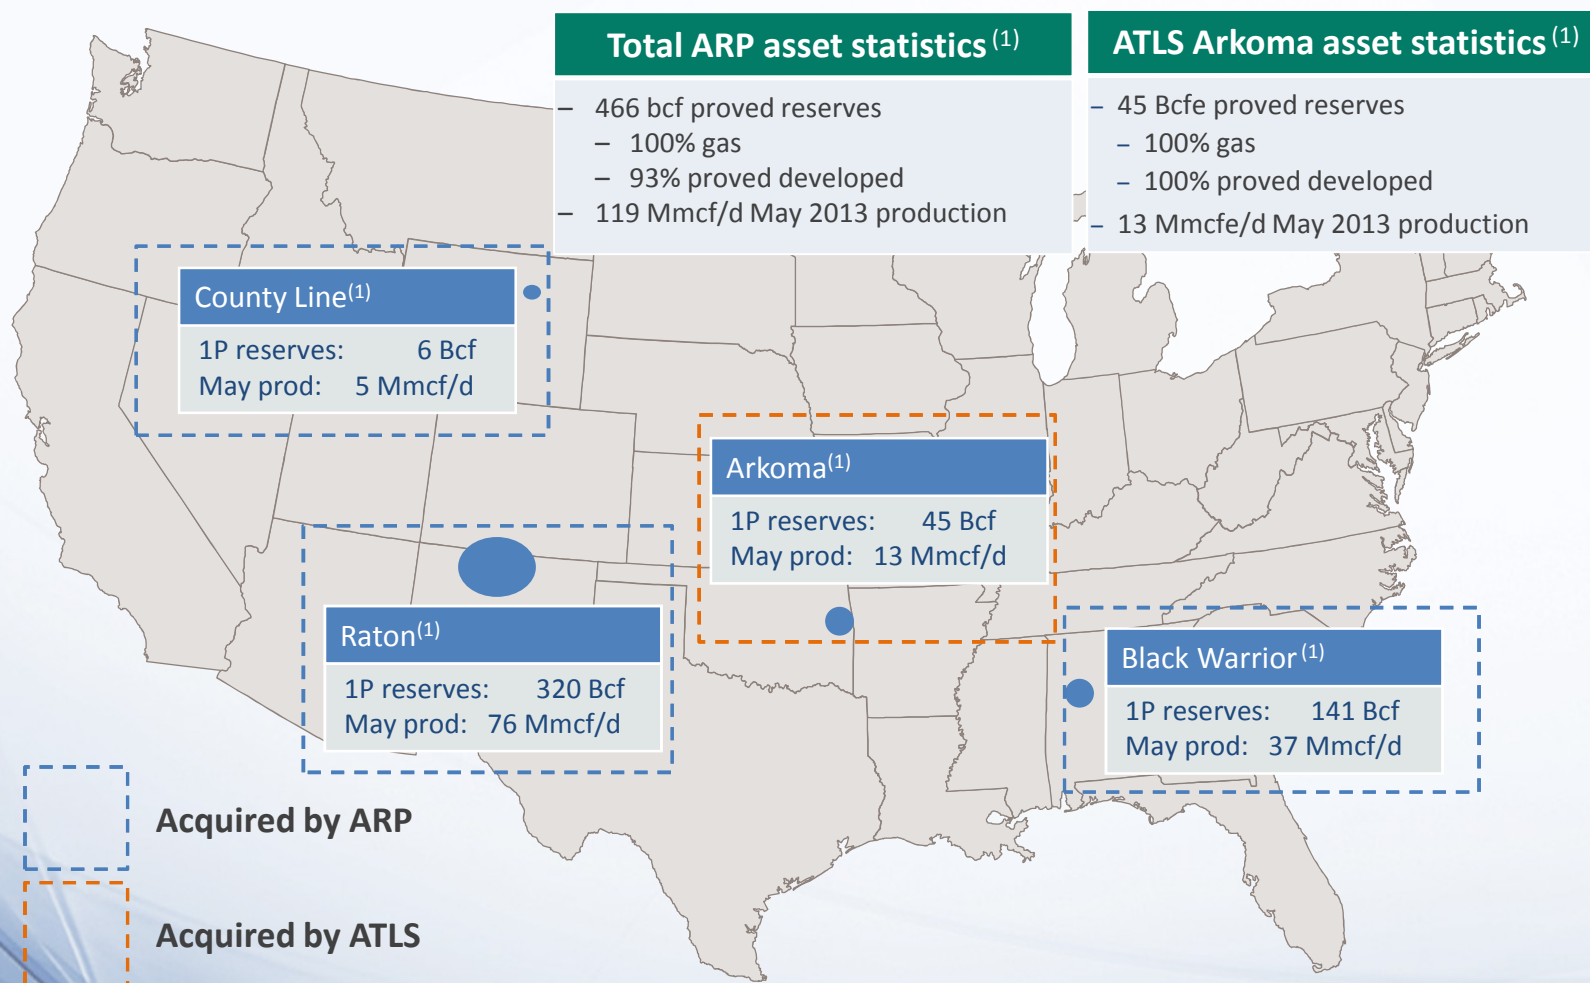 Total ARP asset statistics (1)
– 466 bcf proved reserves
– 100% gas
– 93% proved developed
– 119 Mmcf/d May 2013 production
ATLS Arkoma asset statistics (1)
– 45 Bcfe proved reserves
– 100% gas
– 100% proved developed
– 13 Mmcfe/d May 2013 production
County Line(1)
1P reserves: 6 Bcf
May prod: 5 Mmcf/d
Arkoma(1)
1P reserves: 45 Bcf
May prod: 13 Mmcf/d
Raton(1)
1P reserves: 320 Bcf
May prod: 76 Mmcf/d
Black Warrior (1)
1P reserves: 141 Bcf
May prod: 37 Mmcf/d
Acquired by ARP
Acquired by ATLS